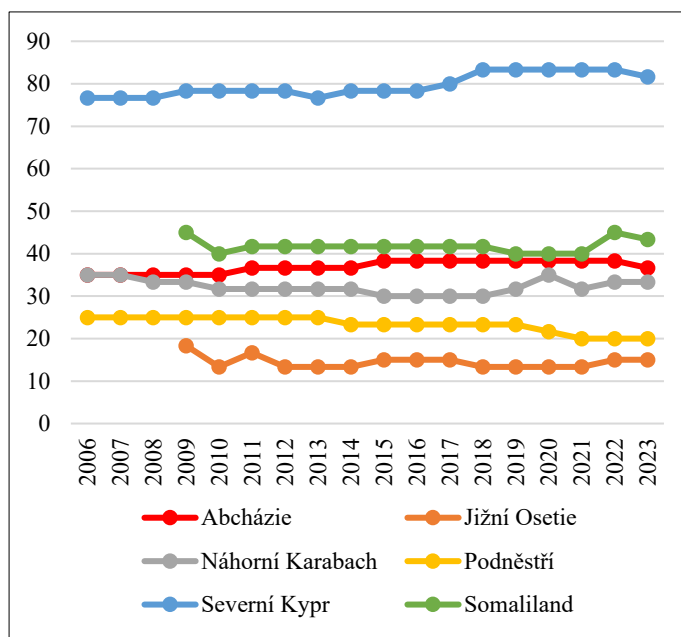 90
80
70
60
50
40
30
20
10
0
2006 2007 2008 2009 2010 2011 2012 2013 2014 2015 2016 2017 2018 2019 2020 2021 2022 2023
Abcházie Jižní Osetie
Náhorní Karabach Podněstří
Severní Kypr Somaliland